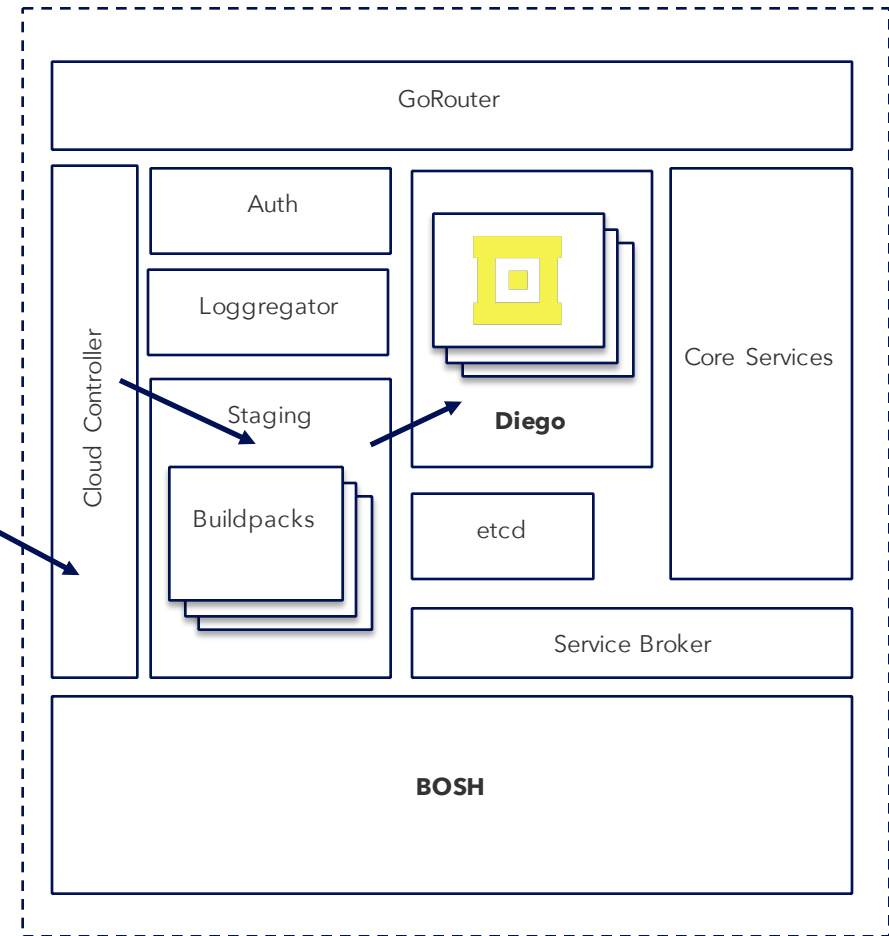 GoRouter
Auth
Loggregator
Cloud Controller
Staging
Buildpacks
Diego
Core Services
etcd
Service Broker
BOSH